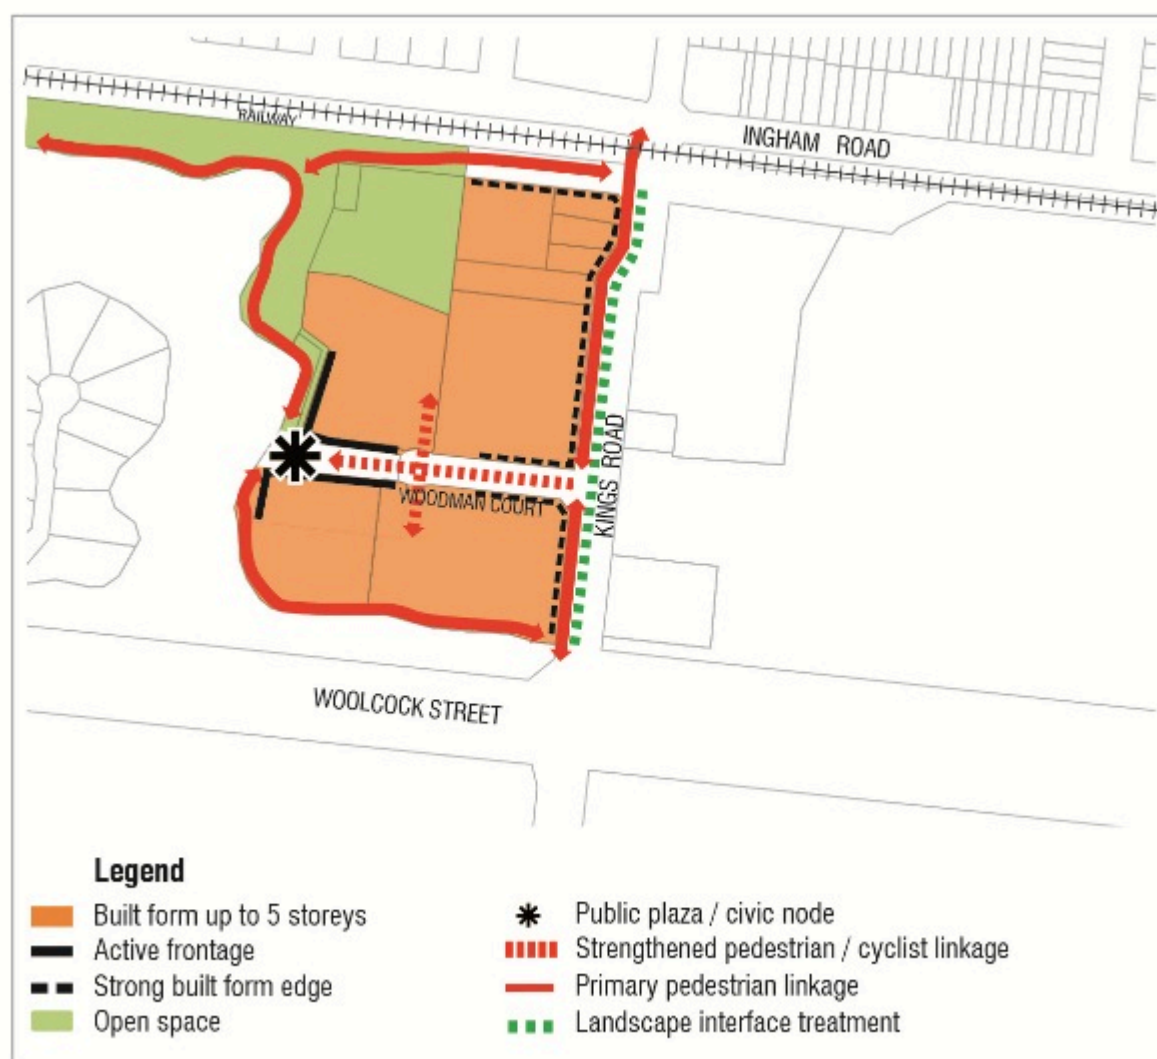 RAILWAY
INGHAM ROAD
KINGS ROAD
WOODMAN COURT
WOOLCOCK STREET
Legend
Built form up to 5 storeys
Active frontage
Strong built form edge
Open space
Public plaza / civic node
Strengthened pedestrian / cyclist linkage
Primary pedestrian linkage
Landscape interface treatment